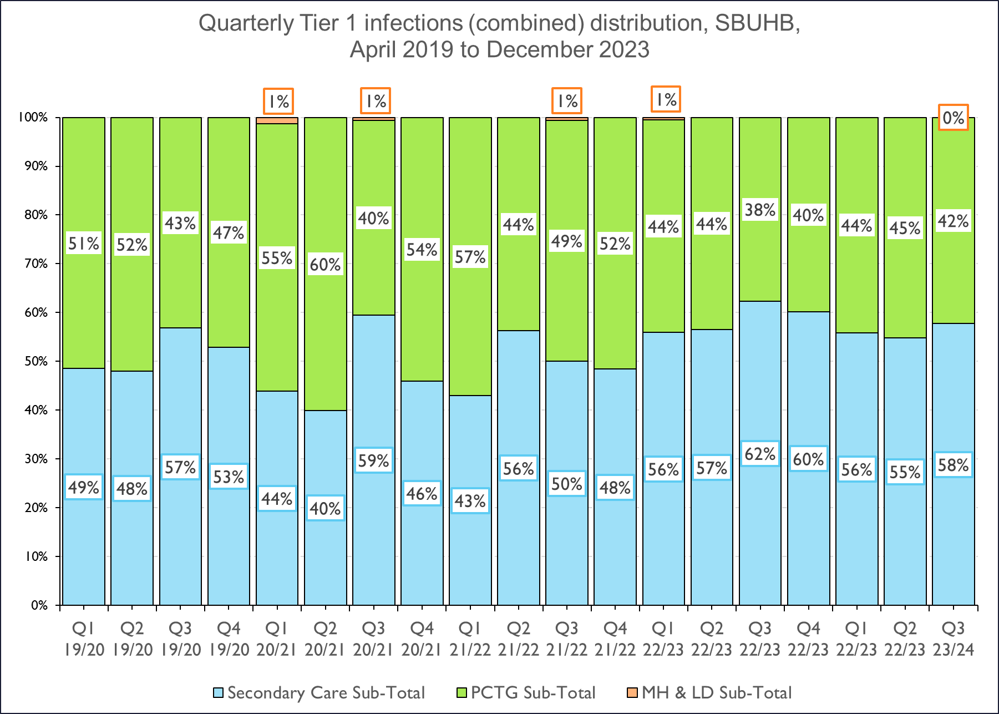 Quarterly Tier 1 infections (combined) distribution, SBUHB,
April 2019 to December 2023
1% 1% 1% 1% 0%
100%
90%
80%
70%
60%
50%
40%
30%
20%
10%
0%
51% 52% 43% 47% 55% 60% 40% 54% 57% 44% 49% 52% 44% 44% 38% 40% 44% 45% 42%
49% 48% 57% 53% 44% 40% 59% 46% 43% 56% 50% 48% 56% 57% 62% 60% 56% 55% 58%
Q1 Q2 Q3 Q4 Q1 Q2 Q3 Q4 Q1 Q2 Q3 Q4 Q1 Q2 Q3 Q4 Q1 Q2 Q3
19/20 19/20 19/20 19/20 20/21 20/21 20/21 20/21 21/22 21/22 21/22 21/22 22/23 22/23 22/23 22/23 22/23 22/23 23/24
Secondary Care Sub-Total PCTG Sub-Total MH & LD Sub-Total